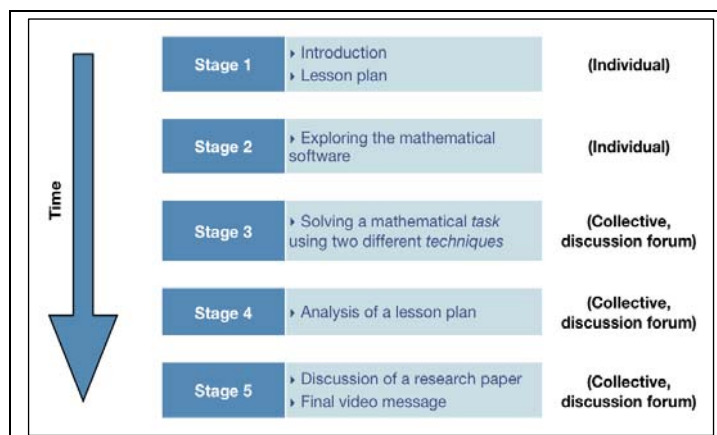 Time
Stage 1
‣ Introduction
‣ Lesson plan
(Individual)
Stage 2
‣ Exploring the mathematical
software
(Individual)
Stage 3
‣ Solving a mathematical task
using two different techniques
(Collective,
discussion forum)
Stage 4
‣ Analysis of a lesson plan
(Collective,
discussion forum)
Stage 5
‣ Discussion of a research paper
‣ Final video message
(Collective,
discussion forum)